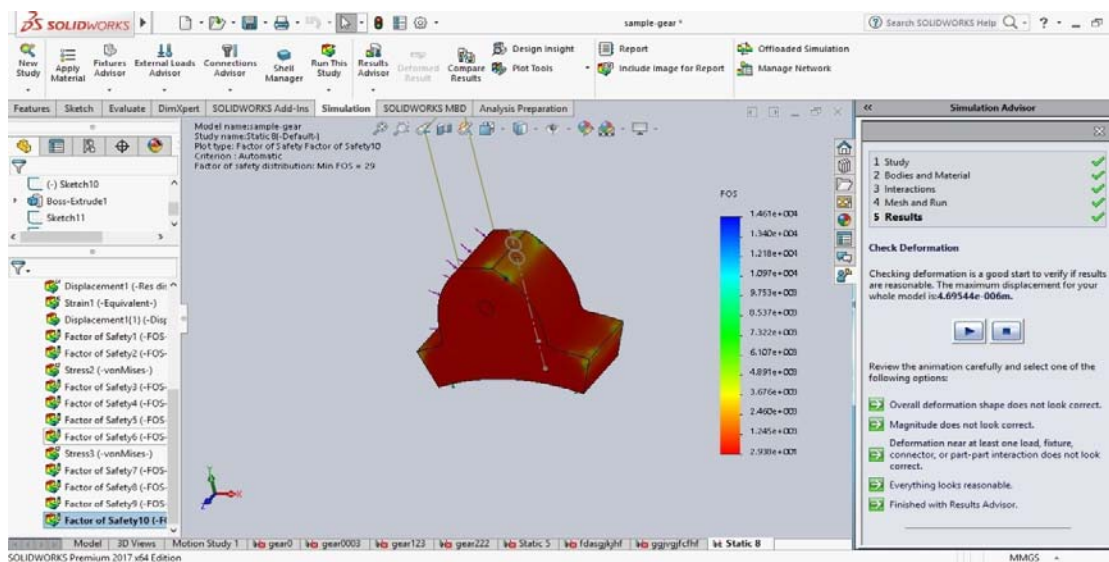 SOLIDWORKS
sample-gear *
Search SOLIDWORKS Help
New Study
Apply Material
Fixtures Advisor
External Loads Advisor
Connections Advisor
Shell Manager
Run This Study
Results Advisor
Deformed Result
Compare Results
Design Insight
Plot Tools
Report
Include Image for Report
Offloaded Simulation
Manage Network
Features Sketch Evaluate DimXpert SOLIDWORKS Add-Ins Simulation SOLIDWORKS MBD Analysis Preparation
(-) Sketch10
Boss-Extrude1
Sketch11
Displacement1 (-Res dis
Strain1 (-Equivalent-)
Displacement1(1) (-Disp
Factor of Safety1 (-FOS-
Factor of Safety2 (-FOS-
Stress2 (-vonMises-)
Factor of Safety3 (-FOS-
Factor of Safety4 (-FOS-
Factor of Safety5 (-FOS-
Factor of Safety6 (-FOS-
Stress3 (-vonMises-)
Factor of Safety7 (-FOS-
Factor of Safety8 (-FOS-
Factor of Safety9 (-FOS-
Factor of Safety10 (-F
Model name:sample-gear
Study name:Static 8(-Default-)
Plot type: Factor of Safety Factor of Safety10
Criterion : Automatic
Factor of safety distribution: Min FOS = 29
FOS
1.461e+004
1.340e+004
1.218e+004
1.097e+004
9.753e+003
8.537e+003
7.322e+003
6.107e+003
4.891e+003
3.676e+003
2.460e+003
1.245e+003
2.938e+001
Y
X
Z
Simulation Advisor
1 Study
2 Bodies and Material
3 Interactions
4 Mesh and Run
5 Results
Check Deformation
Checking deformation is a good start to verify if results
are reasonable. The maximum displacement for your
whole model is:4.69544e-006m.
Review the animation carefully and select one of the
following options:
Overall deformation shape does not look correct.
Magnitude does not look correct.
Deformation near at least one load, fixture,
connector, or part-part interaction does not look
correct.
Everything looks reasonable.
Finished with Results Advisor.
Model 3D Views Motion Study 1 gear0 gear0003 gear123 gear222 Static 5 fdasgjkjhf ggjvgjfcfhf Static 8
SOLIDWORKS Premium 2017 x64 Edition
MMGS